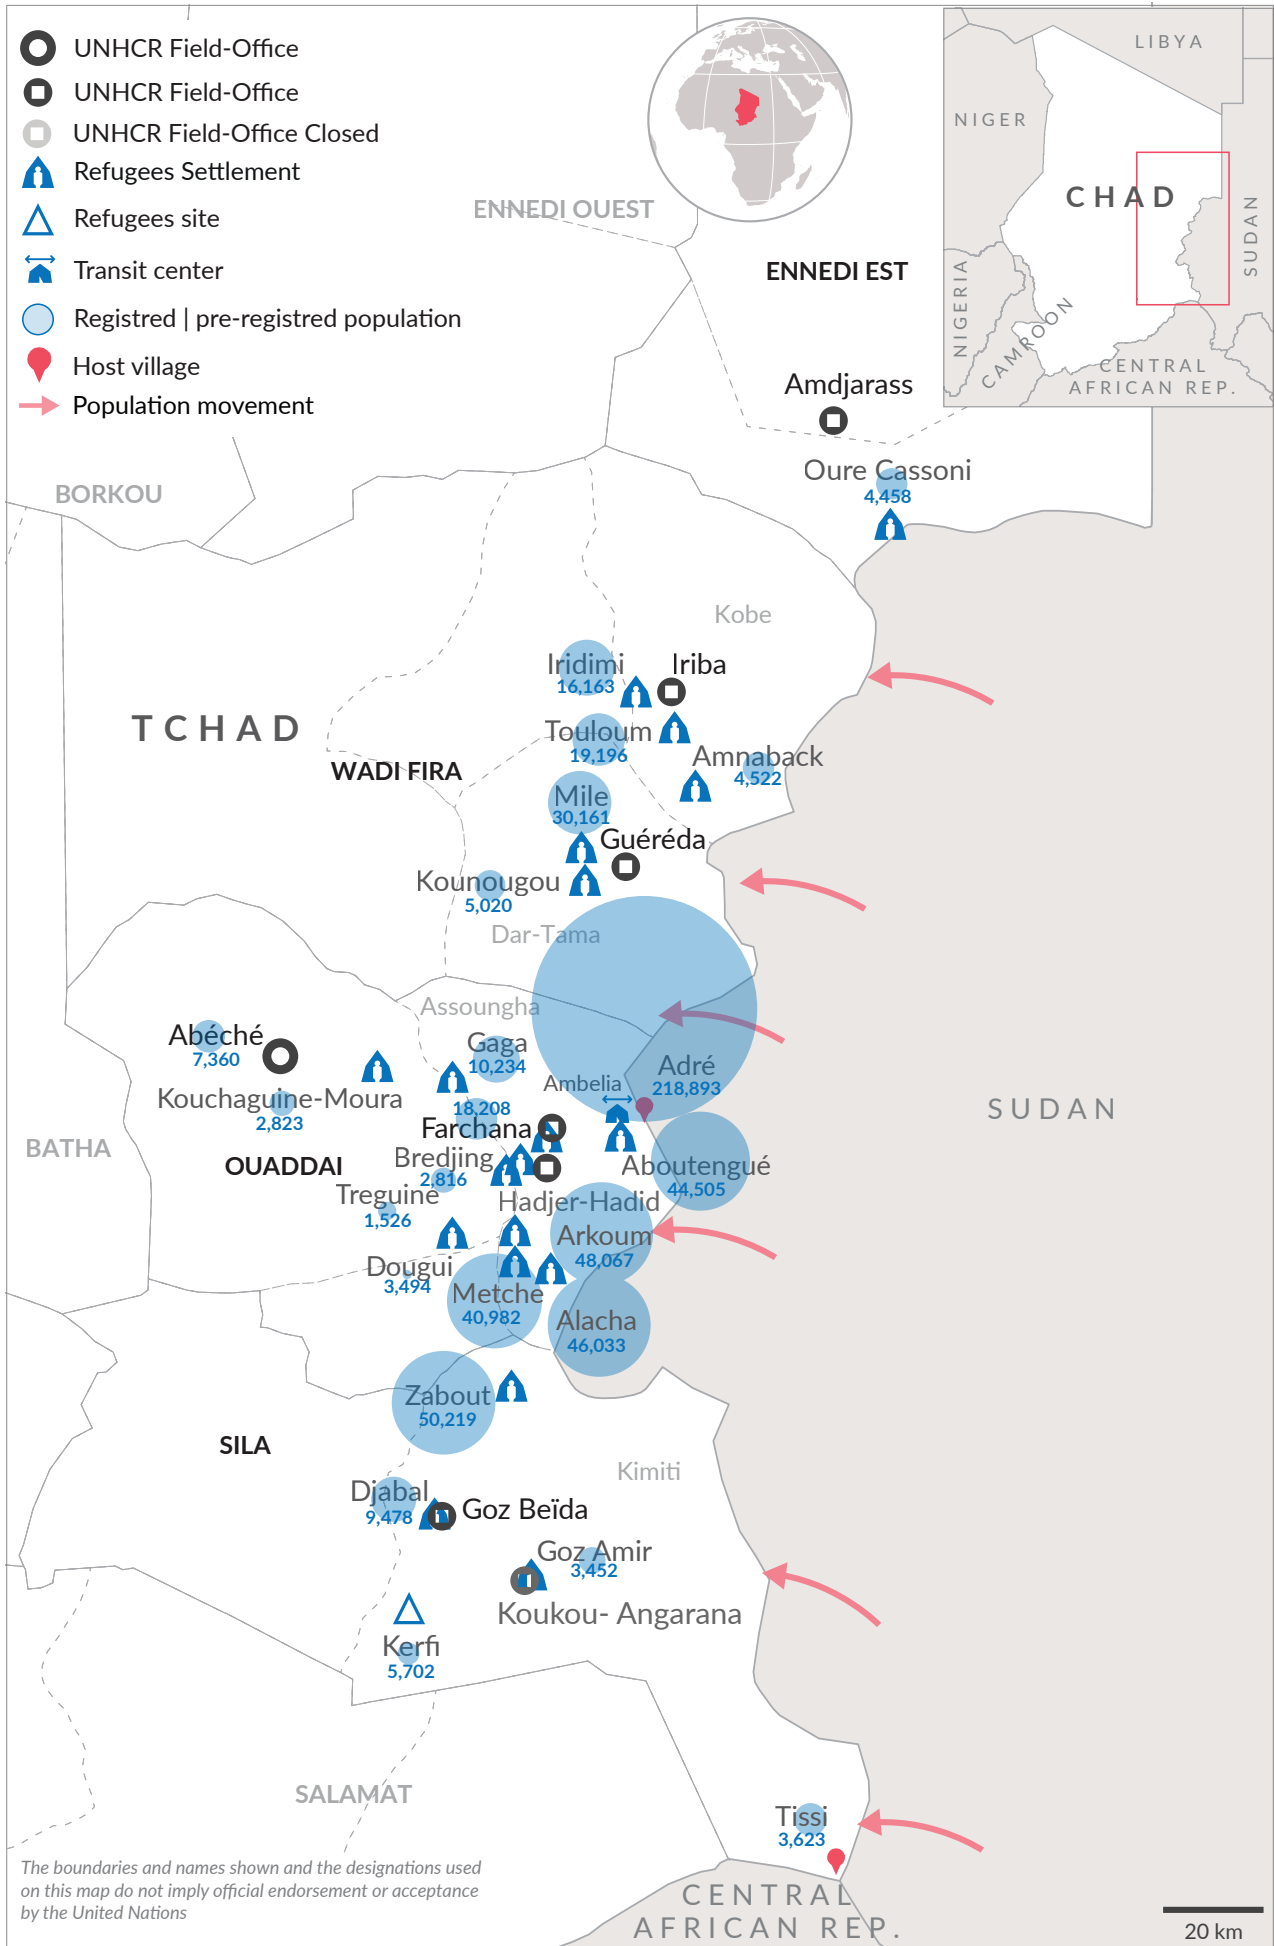 UNHCR Field-Office
UNHCR Field-Office
UNHCR Field-Office Closed
Refugees Settlement
Refugees site
Transit center
Registred | pre-registred population
Host village
Population movement
LIBYA
NIGER
CHAD
SUDAN
NIGERIA
CAMROON
CENTRAL
AFRICAN REP.
ENNEDI OUEST
ENNEDI EST
Amdjarass
Oure Cassoni
4,458
BORKOU
Kobe
Iridimi
16,163
Iriba
TCHAD
Touloum
19,196
Amnaback
4,522
WADI FIRA
Mile
30,161
Guéréda
Kounougou
5,020
Dar-Tama
Assoungha
Abéché
7,360
Gaga
10,234
Adré
218,893
Ambelia
Kouchaguine-Moura
2,823
18,208
Farchana
SUDAN
BATHA
OUADDAI
Bredjing
2,816
Aboutengué
44,505
Treguine
1,526
Hadjer-Hadid
Arkoum
48,067
Dougui
3,494
Metche
40,982
Alacha
46,033
Zabout
50,219
SILA
Kimiti
Djabal
9,478
Goz Beïda
Goz Amir
3,452
Koukou- Angarana
Kerfi
5,702
SALAMAT
Tissi
3,623
The boundaries and names shown and the designations used
on this map do not imply official endorsement or acceptance
by the United Nations
CENTRAL
AFRICAN REP.
20 km